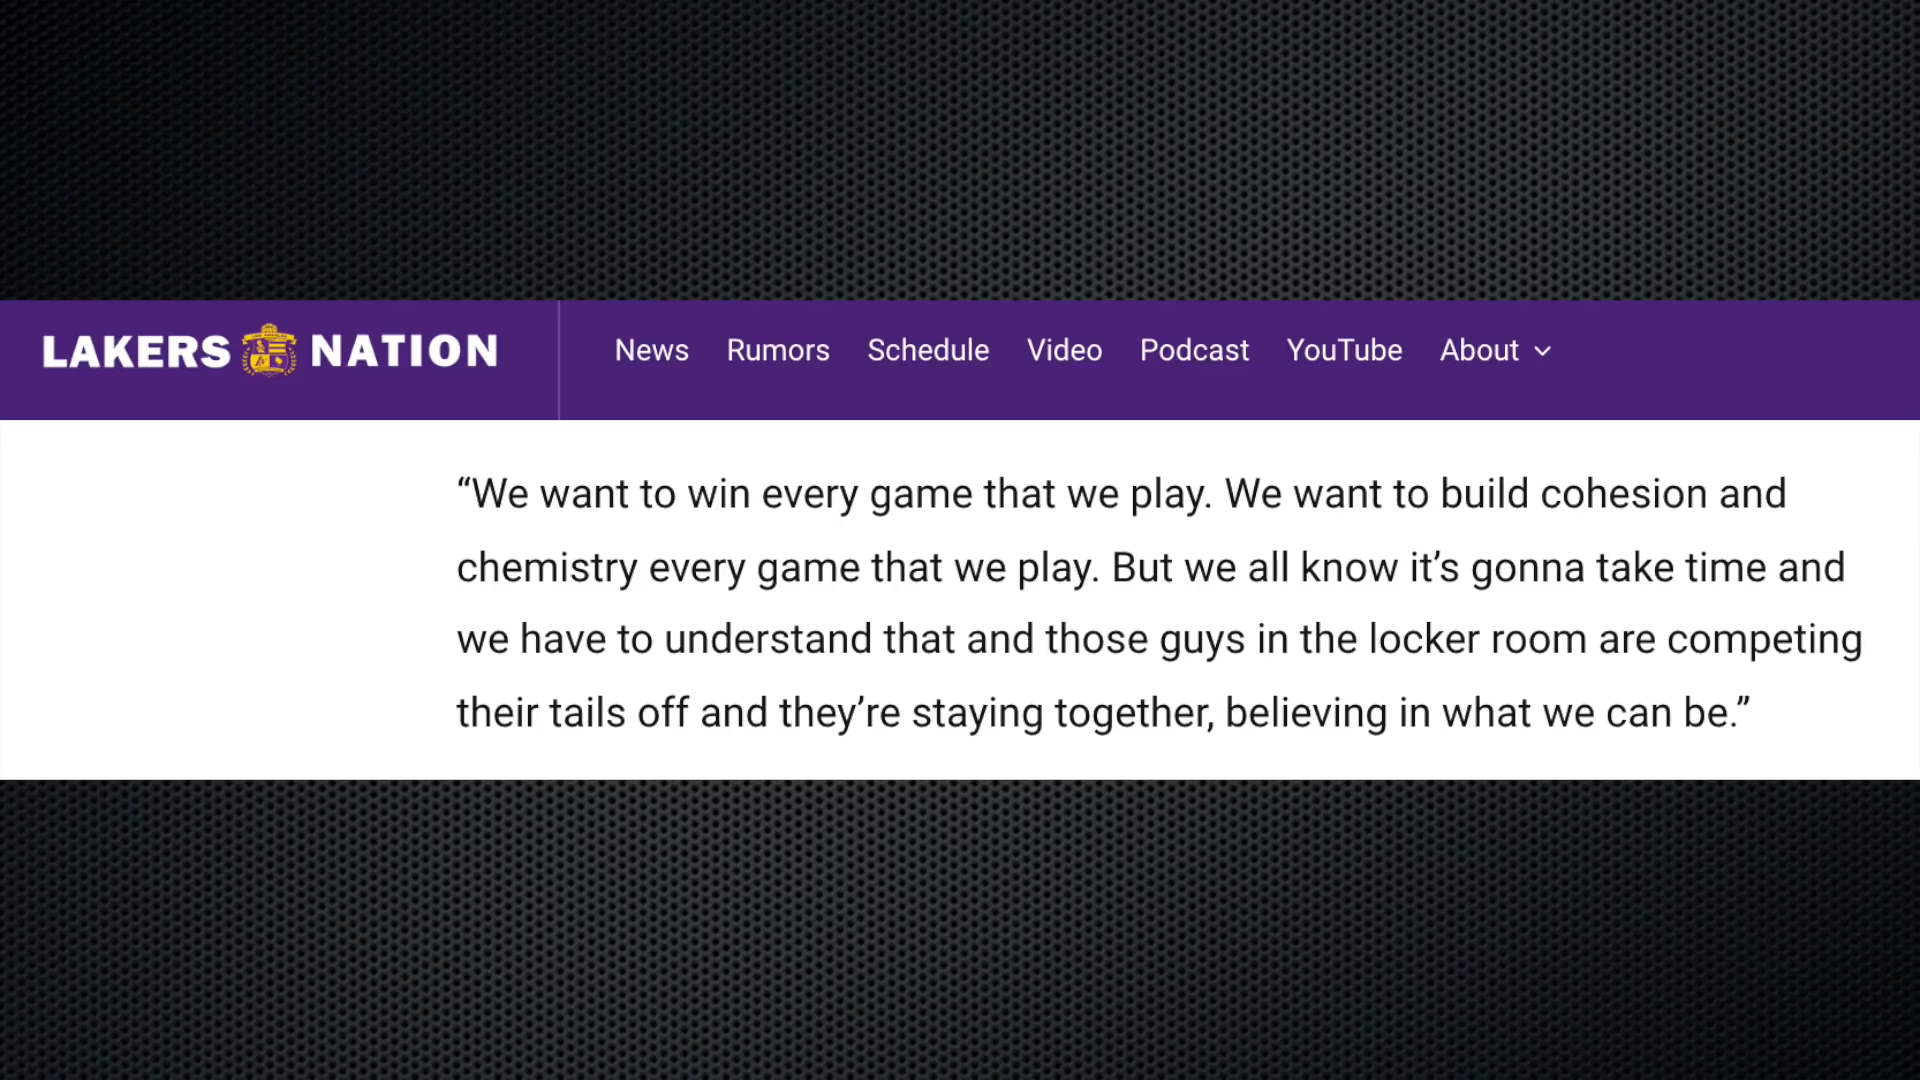 LAKERS NATION News Rumors Schedule Video Podcast YouTube About
“We want to win every game that we play. We want to build cohesion and
chemistry every game that we play. But we all know it’s gonna take time and
we have to understand that and those guys in the locker room are competing
their tails off and they’re staying together, believing in what we can be.”